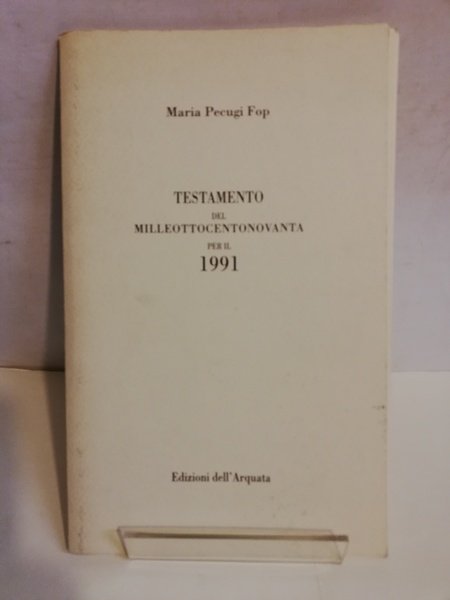 Maria Pecugi Fop
TESTAMENTO
DEL
MILLEOTTOCENTONOVANTA
PER IL
1991
Edizioni dell'Arquata